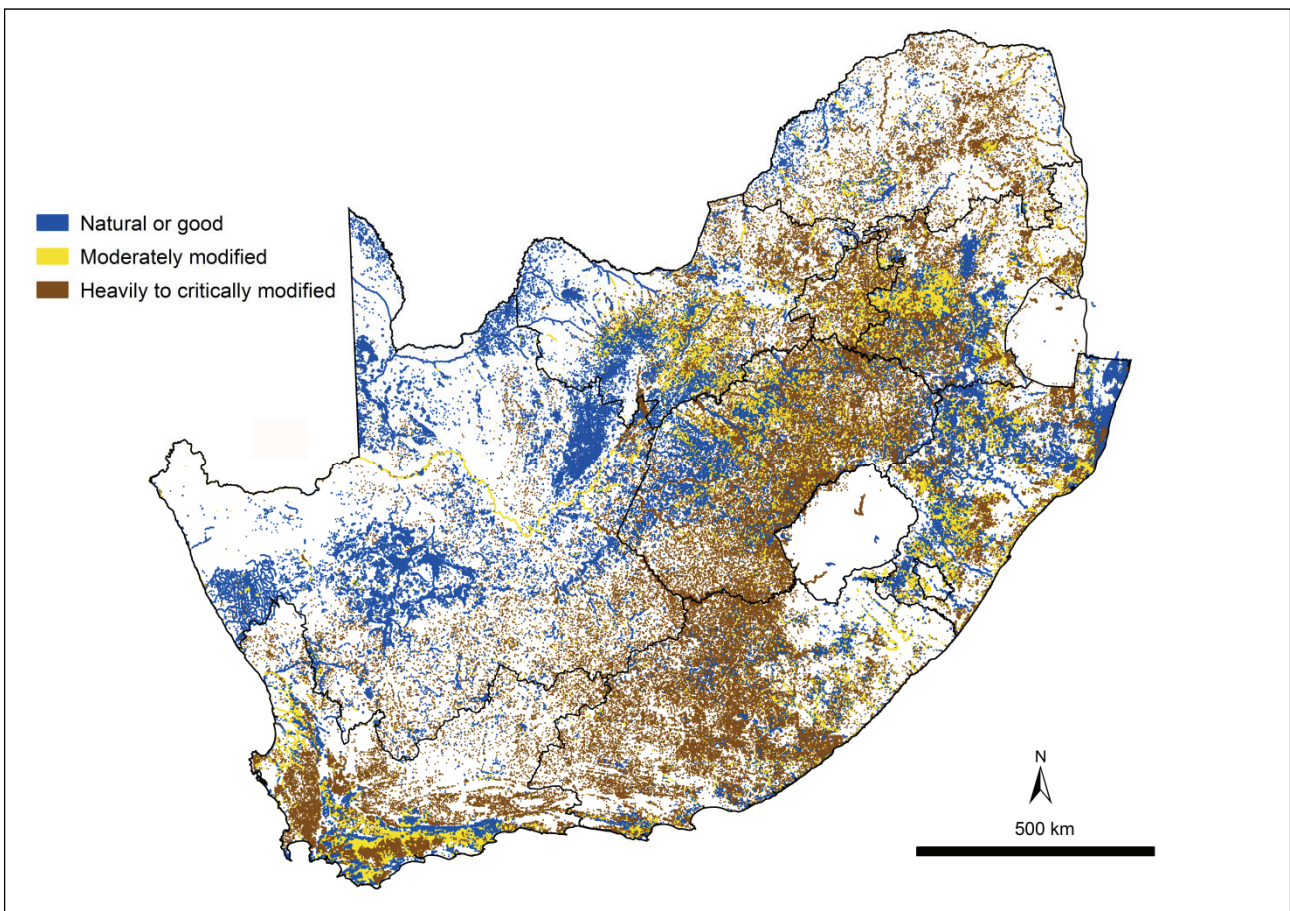 Natural or good
Moderately modified
Heavily to critically modified
N
500 km